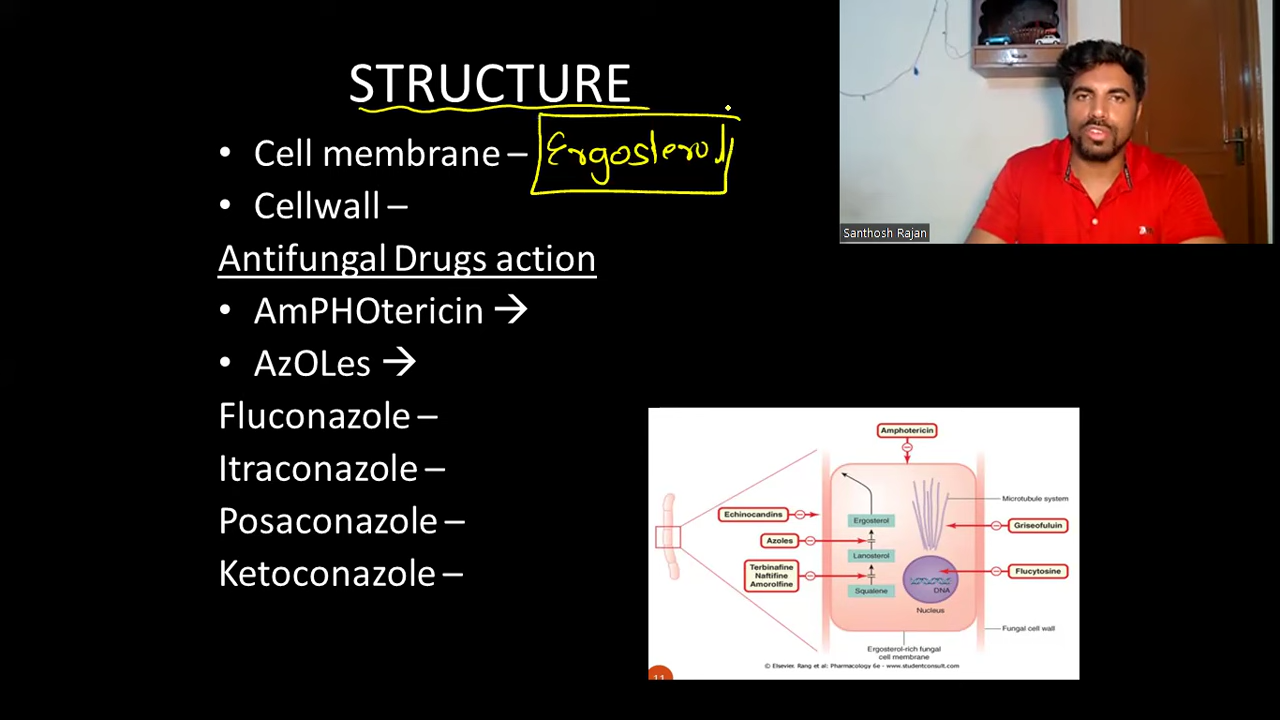 STRUCTURE
• Cell membrane – Ergosterol
• Cellwall –
Antifungal Drugs action
• AmPHOtericin →
• AzOLes →
Fluconazole –
Itraconazole –
Posaconazole –
Ketoconazole –
Santhosh Rajan
Amphotericin
Microtubule system
Echinocandins
Ergosterol
Griseofuluin
Azoles
Lanosterol
Terbinafine
Naftifine
Amorolfine
Flucytosine
Squalene
DNA
Nucleus
Fungal cell wall
Ergosterol-rich fungal
cell membrane
© Elsevier. Rang et al: Pharmacology 6e - www.studentconsult.com
11